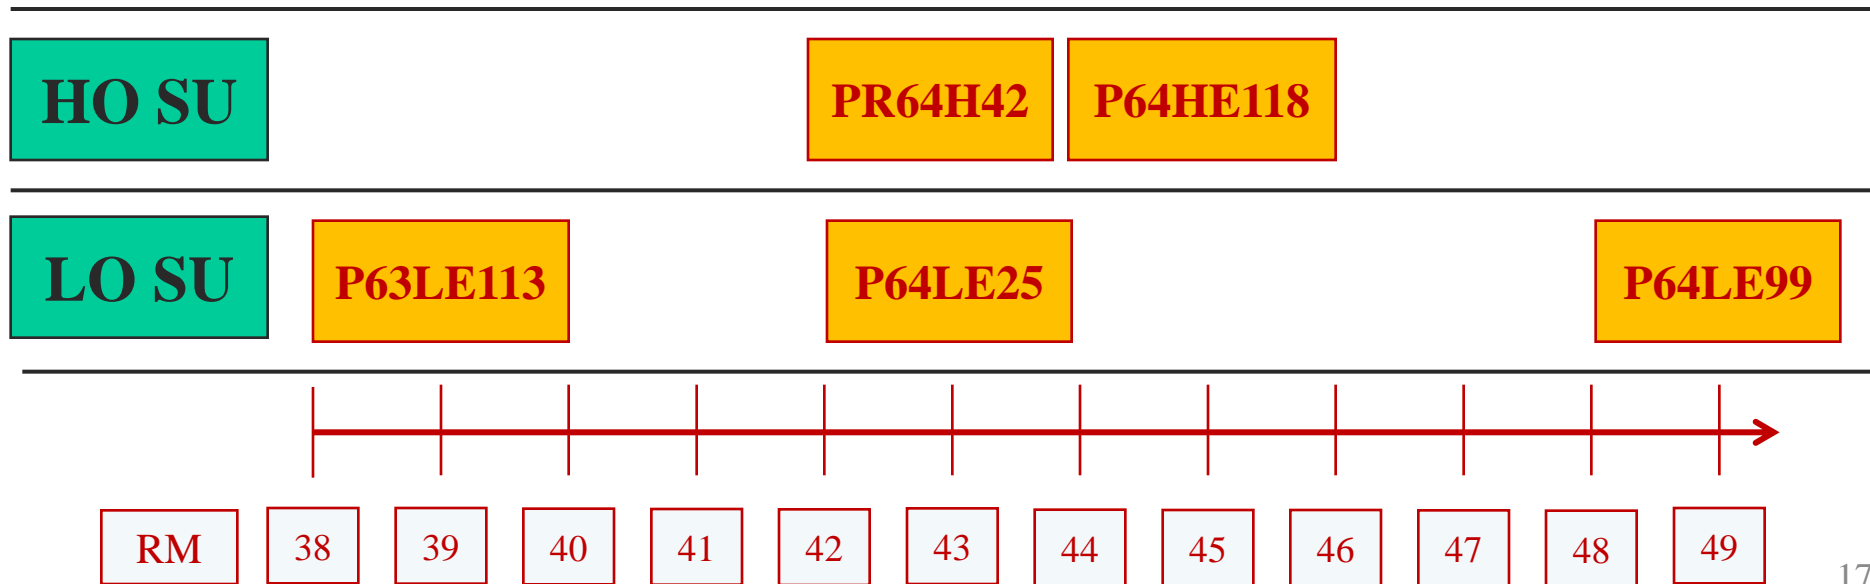 HO SU PR64H42 P64HE118
LO SU P63LE113 P64LE25 P64LE99
RM 38 39 40 41 42 43 44 45 46 47 48 49
17